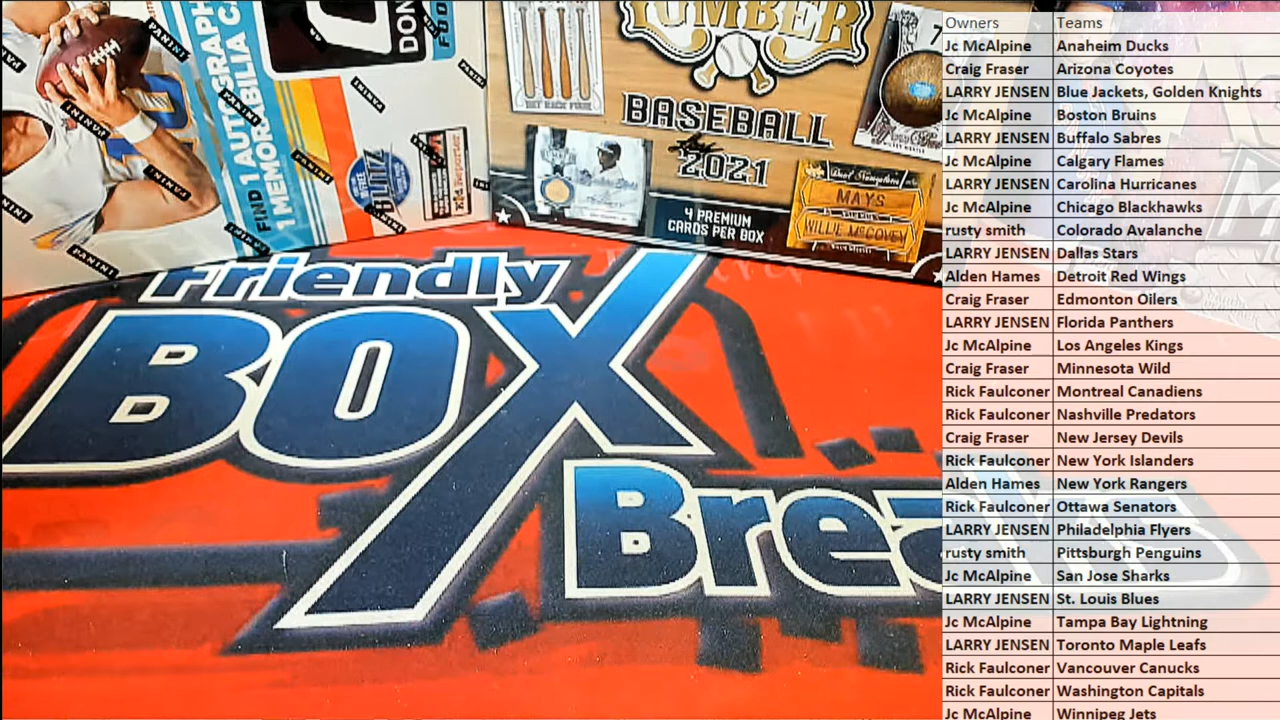 PANINI
FIND 1 AUTOGRAPH
1 MEMORABILIA
DON
BLITZ
LUMBER
BASEBALL
2021
4 PREMIUM
CARDS PER BOX
MAYS
WILLIE McCOVEY
Friendly
BOX
Brea
Owners Teams
Jc McAlpine Anaheim Ducks
Craig Fraser Arizona Coyotes
LARRY JENSEN Blue Jackets, Golden Knights
Jc McAlpine Boston Bruins
LARRY JENSEN Buffalo Sabres
Jc McAlpine Calgary Flames
LARRY JENSEN Carolina Hurricanes
Jc McAlpine Chicago Blackhawks
rusty smith Colorado Avalanche
LARRY JENSEN Dallas Stars
Alden Hames Detroit Red Wings
Craig Fraser Edmonton Oilers
LARRY JENSEN Florida Panthers
Jc McAlpine Los Angeles Kings
Craig Fraser Minnesota Wild
Rick Faulconer Montreal Canadiens
Rick Faulconer Nashville Predators
Craig Fraser New Jersey Devils
Rick Faulconer New York Islanders
Alden Hames New York Rangers
Rick Faulconer Ottawa Senators
LARRY JENSEN Philadelphia Flyers
rusty smith Pittsburgh Penguins
Jc McAlpine San Jose Sharks
LARRY JENSEN St. Louis Blues
Jc McAlpine Tampa Bay Lightning
LARRY JENSEN Toronto Maple Leafs
Rick Faulconer Vancouver Canucks
Rick Faulconer Washington Capitals
Jc McAlpine Winnipeg Jets